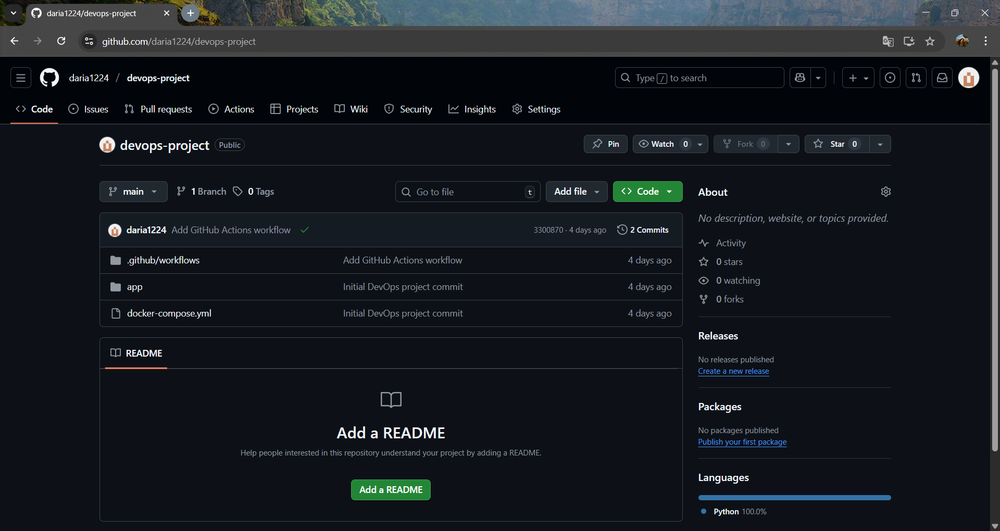 daria1224/devops-project
github.com/daria1224/devops-project
daria1224 / devops-project
Type / to search
Code Issues Pull requests Actions Projects Wiki Security Insights Settings
devops-project Public
Pin Watch 0 Fork 0 Star 0
main 1 Branch 0 Tags Go to file t Add file Code
daria1224 Add GitHub Actions workflow 3300870 · 4 days ago 2 Commits
.github/workflows Add GitHub Actions workflow 4 days ago
app Initial DevOps project commit 4 days ago
docker-compose.yml Initial DevOps project commit 4 days ago
README
Add a README
Help people interested in this repository understand your project by adding a README.
Add a README
About
No description, website, or topics provided.
Activity
0 stars
0 watching
0 forks
Releases
No releases published
Create a new release
Packages
No packages published
Publish your first package
Languages
Python 100.0%